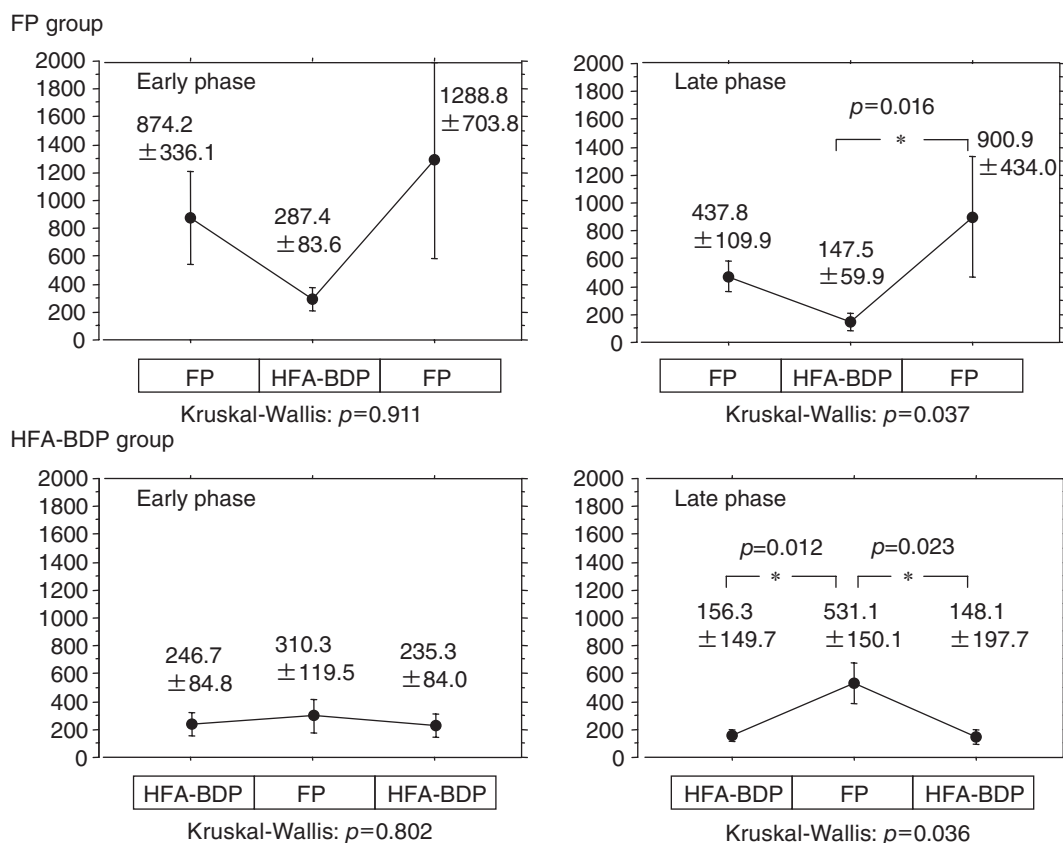 FP group
Early phase
2000
1800
1600
1400
1200
1000
800
600
400
200
0
874.2
±336.1
287.4
±83.6
1288.8
±703.8
FP
HFA-BDP
FP
Kruskal-Wallis: p=0.911
Late phase
2000
1800
1600
1400
1200
1000
800
600
400
200
0
p=0.016
*
437.8
±109.9
147.5
±59.9
900.9
±434.0
FP
HFA-BDP
FP
Kruskal-Wallis: p=0.037
HFA-BDP group
Early phase
2000
1800
1600
1400
1200
1000
800
600
400
200
0
246.7
±84.8
310.3
±119.5
235.3
±84.0
HFA-BDP
FP
HFA-BDP
Kruskal-Wallis: p=0.802
Late phase
2000
1800
1600
1400
1200
1000
800
600
400
200
0
p=0.012
p=0.023
*
*
156.3
±149.7
531.1
±150.1
148.1
±197.7
HFA-BDP
FP
HFA-BDP
Kruskal-Wallis: p=0.036